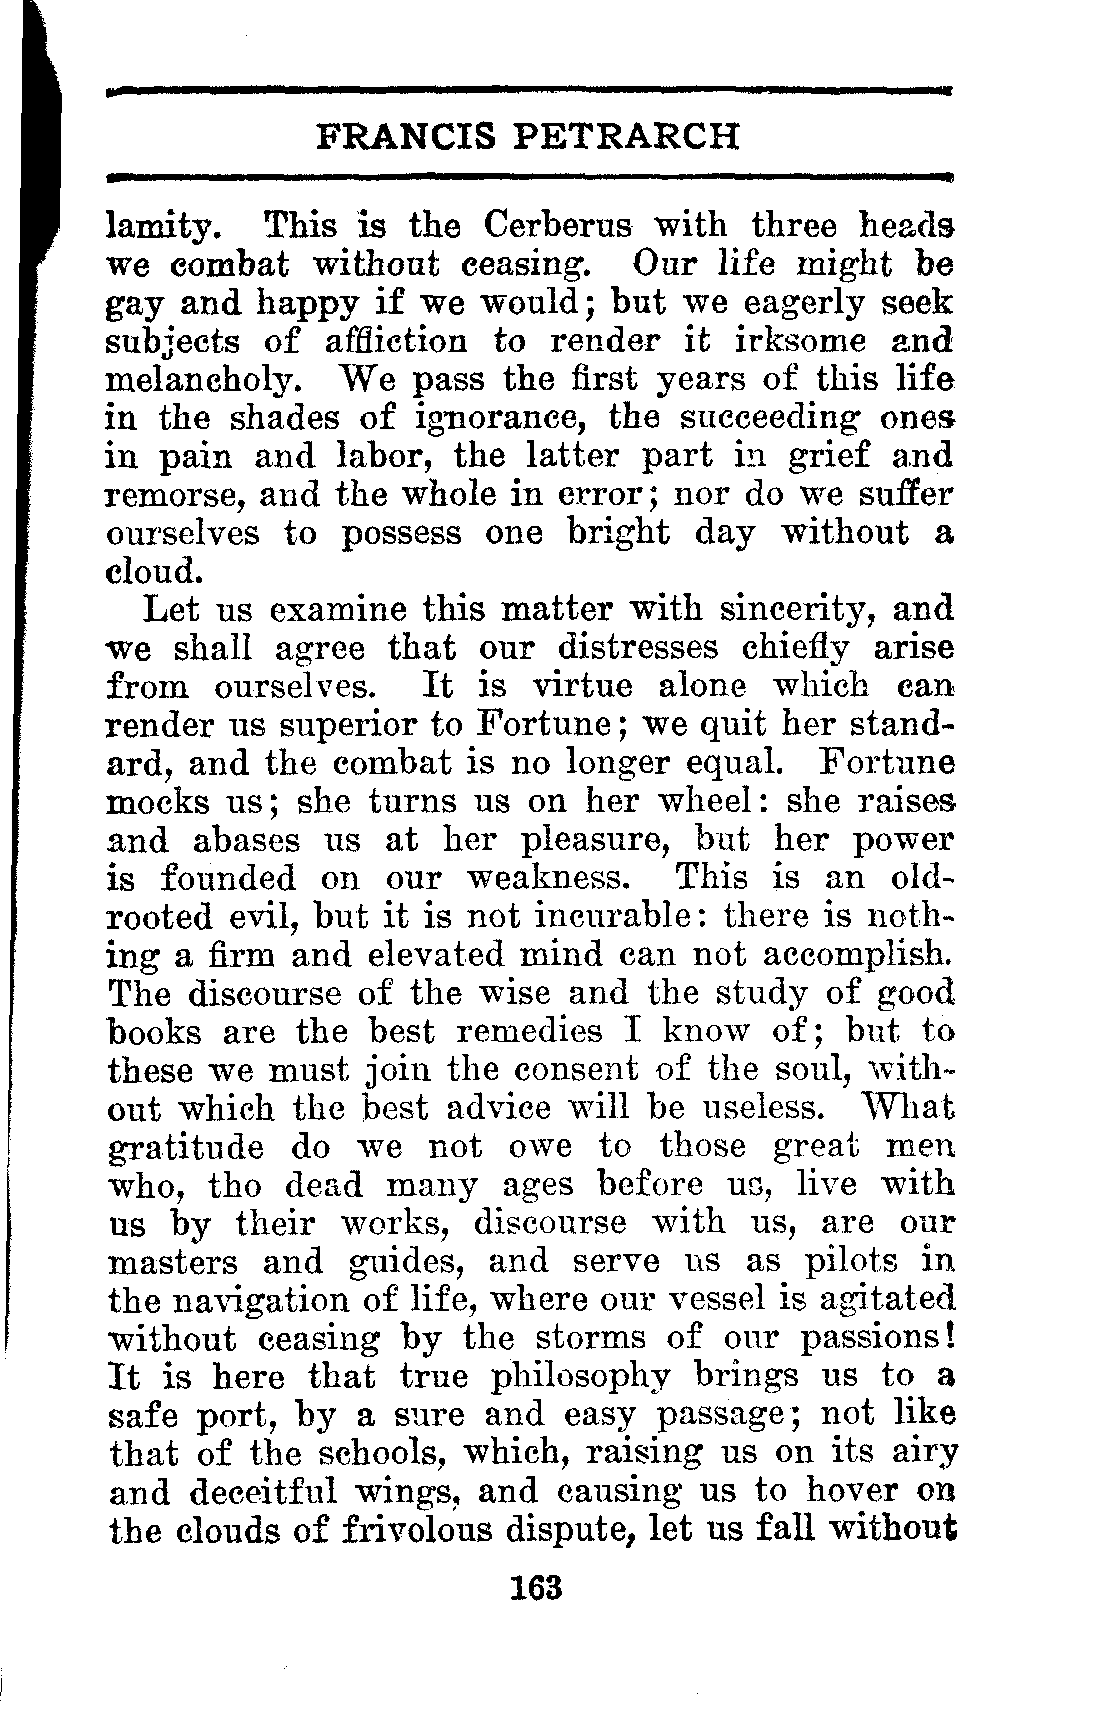 FRANCIS PETRARCH
lamity. This is the Cerberus with three heads
we combat without ceasing. Our life might be
gay and happy if we would; but we eagerly seek
subjects of affliction to render it irksome and
melancholy. We pass the first years of this life
in the shades of ignorance, the succeeding ones
in pain and labor, the latter part in grief and
remorse, and the whole in error; nor do we suffer
ourselves to possess one bright day without a
cloud.
Let us examine this matter with sincerity, and
we shall agree that our distresses chiefly arise
from ourselves. It is virtue alone which can
render us superior to Fortune; we quit her stand-
ard, and the combat is no longer equal. Fortune
mocks us; she turns us on her wheel: she raises
and abases us at her pleasure, but her power
is founded on our weakness. This is an old-
rooted evil, but it is not incurable: there is noth-
ing a firm and elevated mind can not accomplish.
The discourse of the wise and the study of good
books are the best remedies I know of; but to
these we must join the consent of the soul, with-
out which the best advice will be useless. What
gratitude do we not owe to those great men
who, tho dead many ages before us, live with
us by their works, discourse with us, are our
masters and guides, and serve us as pilots in
the navigation of life, where our vessel is agitated
without ceasing by the storms of our passions!
It is here that true philosophy brings us to a
safe port, by a sure and easy passage; not like
that of the schools, which, raising us on its airy
and deceitful wings, and causing us to hover on
the clouds of frivolous dispute, let us fall without
163